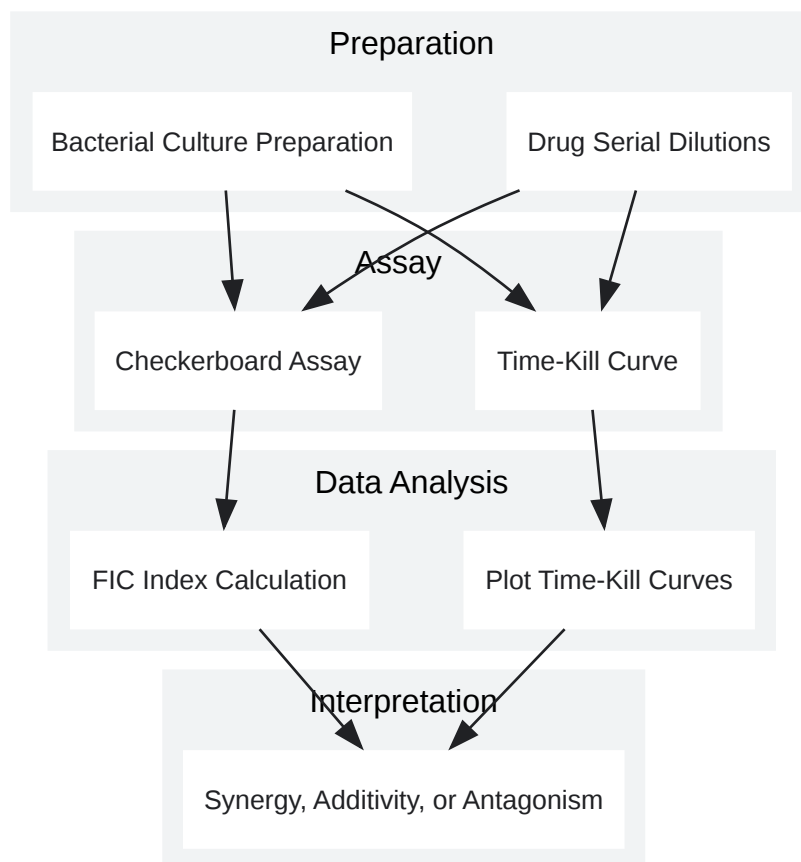 Preparation
Bacterial Culture Preparation
Drug Serial Dilutions
Assay
Checkerboard Assay
Time-Kill Curve
Data Analysis
FIC Index Calculation
Plot Time-Kill Curves
Interpretation
Synergy, Additivity, or Antagonism